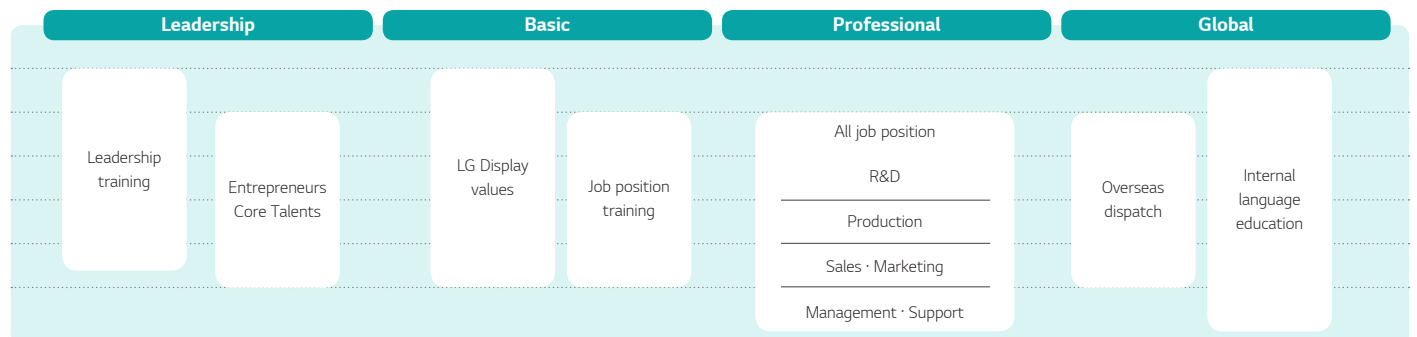 Leadership
Basic
Professional
Global
Leadership
training
Entrepreneurs
Core Talents
LG Display
values
Job position
training
All job position
R&D
Production
Sales · Marketing
Management · Support
Overseas
dispatch
Internal
language
education